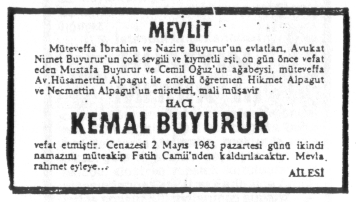 MEVLİT
Müteveffa İbrahim ve Nazire Buyurur'un evlatları, Avukat
Nimet Buyurur'un çok sevgili ve kıymetli eşi, on gün önce vefat
eden Mustafa Buyurur ve Cemil Oğuz'un ağabeysi, müteveffa
Av.Hüsamettin Alpagut ile emekli öğretmen Hikmet Alpagut
ve Necmettin Alpagut'un enişteleri, mali müşavir
HACI
KEMAL BUYURUR
vefat etmiştir. Cenazesi 2 Mayıs 1983 pazartesi günü ikindi
namazını müteakip Fatih Camii'nden kaldırılacaktır. Mevla
rahmet eyleye...
AİLESİ